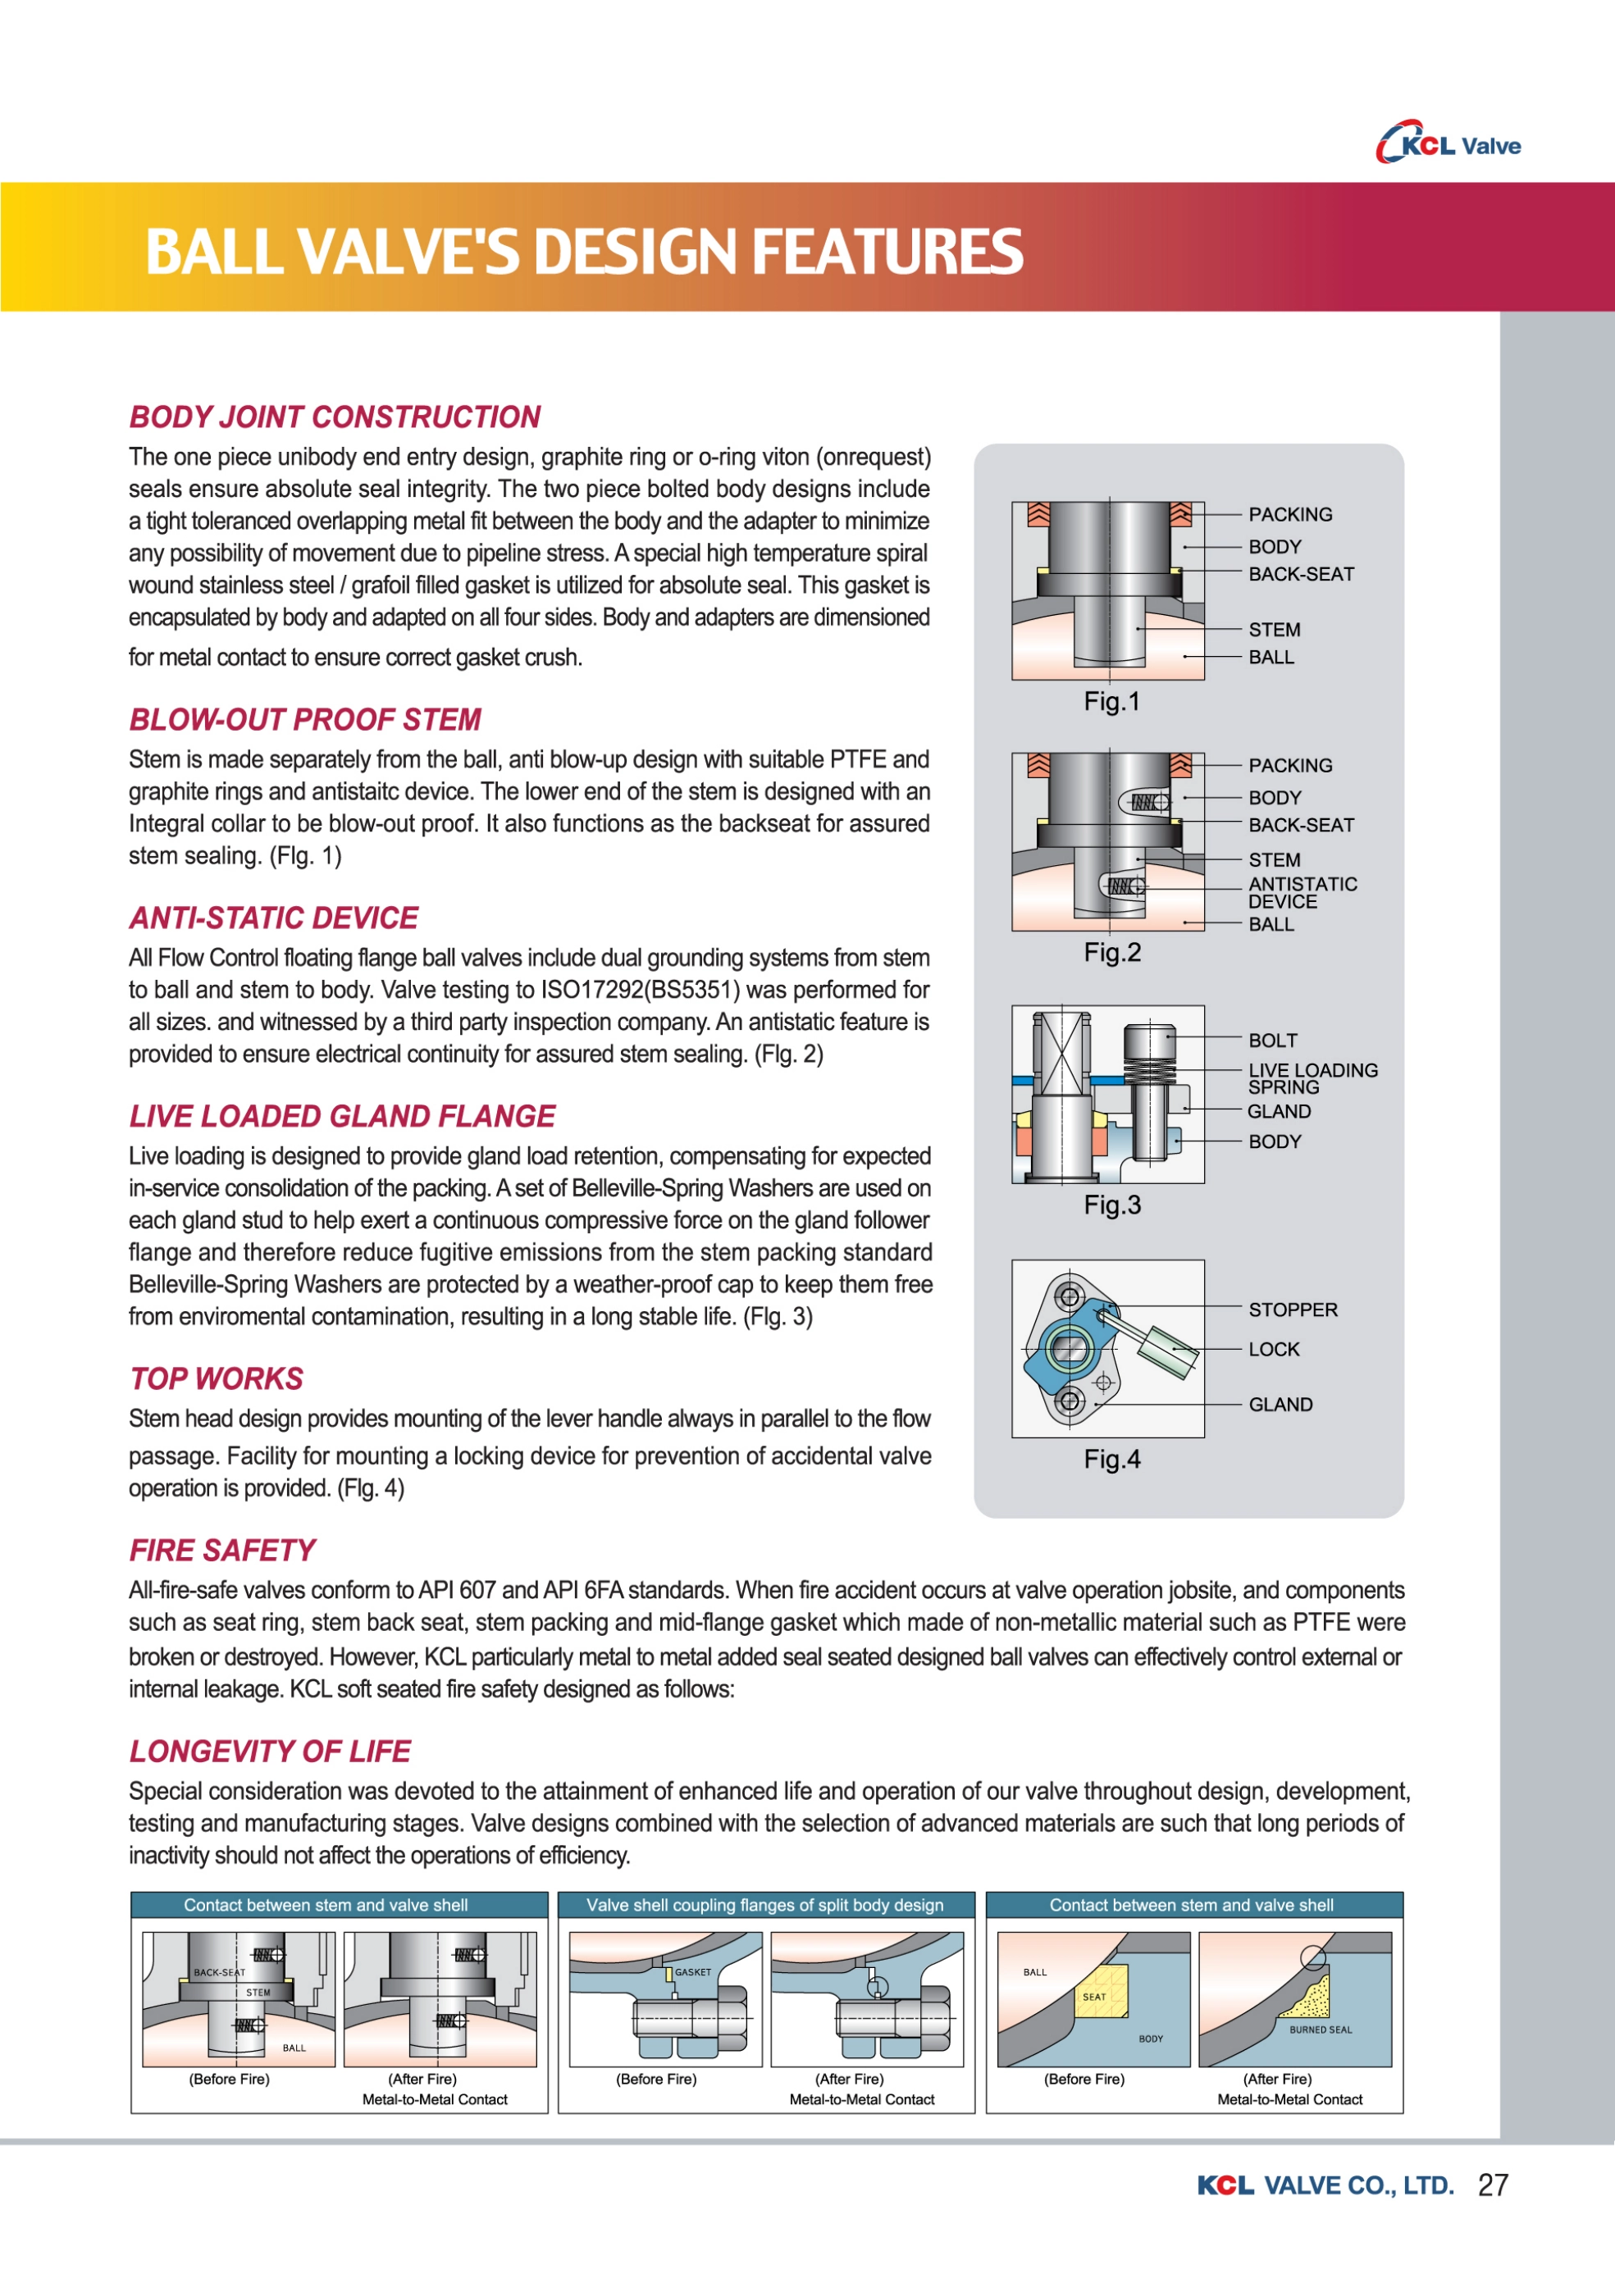 KCL Valve
BALL VALVE'S DESIGN FEATURES
BODY JOINT CONSTRUCTION
The one piece unibody end entry design, graphite ring or o-ring viton (onrequest)
seals ensure absolute seal integrity. The two piece bolted body designs include
a tight toleranced overlapping metal fit between the body and the adapter to minimize
any possibility of movement due to pipeline stress. A special high temperature spiral
wound stainless steel / grafoil filled gasket is utilized for absolute seal. This gasket is
encapsulated by body and adapted on all four sides. Body and adapters are dimensioned
for metal contact to ensure correct gasket crush.
BLOW-OUT PROOF STEM
Stem is made separately from the ball, anti blow-up design with suitable PTFE and
graphite rings and antistaitc device. The lower end of the stem is designed with an
Integral collar to be blow-out proof. It also functions as the backseat for assured
stem sealing. (FIg. 1)
ANTI-STATIC DEVICE
All Flow Control floating flange ball valves include dual grounding systems from stem
to ball and stem to body. Valve testing to ISO17292(BS5351) was performed for
all sizes. and witnessed by a third party inspection company. An antistatic feature is
provided to ensure electrical continuity for assured stem sealing. (FIg. 2)
LIVE LOADED GLAND FLANGE
Live loading is designed to provide gland load retention, compensating for expected
in-service consolidation of the packing. A set of Belleville-Spring Washers are used on
each gland stud to help exert a continuous compressive force on the gland follower
flange and therefore reduce fugitive emissions from the stem packing standard
Belleville-Spring Washers are protected by a weather-proof cap to keep them free
from enviromental contamination, resulting in a long stable life. (FIg. 3)
TOP WORKS
Stem head design provides mounting of the lever handle always in parallel to the flow
passage. Facility for mounting a locking device for prevention of accidental valve
operation is provided. (FIg. 4)
PACKING
BODY
BACK-SEAT
STEM
BALL
Fig.1
PACKING
BODY
BACK-SEAT
STEM
ANTISTATIC
DEVICE
BALL
Fig.2
BOLT
LIVE LOADING
SPRING
GLAND
BODY
Fig.3
STOPPER
LOCK
GLAND
Fig.4
FIRE SAFETY
All-fire-safe valves conform to API 607 and API 6FA standards. When fire accident occurs at valve operation jobsite, and components
such as seat ring, stem back seat, stem packing and mid-flange gasket which made of non-metallic material such as PTFE were
broken or destroyed. However, KCL particularly metal to metal added seal seated designed ball valves can effectively control external or
internal leakage. KCL soft seated fire safety designed as follows:
LONGEVITY OF LIFE
Special consideration was devoted to the attainment of enhanced life and operation of our valve throughout design, development,
testing and manufacturing stages. Valve designs combined with the selection of advanced materials are such that long periods of
inactivity should not affect the operations of efficiency.
Contact between stem and valve shell
BACK-SEAT
STEM
BALL
(Before Fire)
(After Fire)
Metal-to-Metal Contact
Valve shell coupling flanges of split body design
GASKET
(Before Fire)
(After Fire)
Metal-to-Metal Contact
Contact between stem and valve shell
BALL
SEAT
BODY
BURNED SEAL
(Before Fire)
(After Fire)
Metal-to-Metal Contact
KCL VALVE CO., LTD. 27